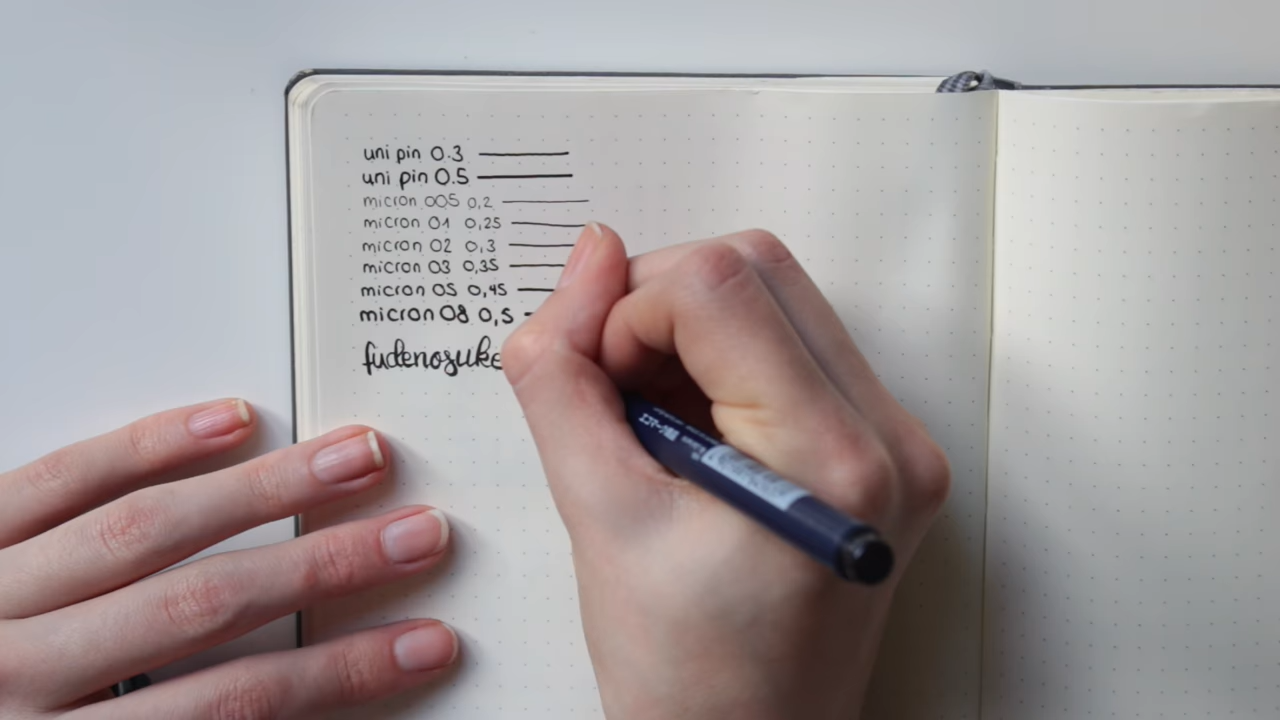 uni pin 0.3
uni pin 0.5
micron 005 0,2
micron 01 0,25
micron 02 0,3
micron 03 0,35
micron 05 0,45
micron 08 0,5
fudenosuke